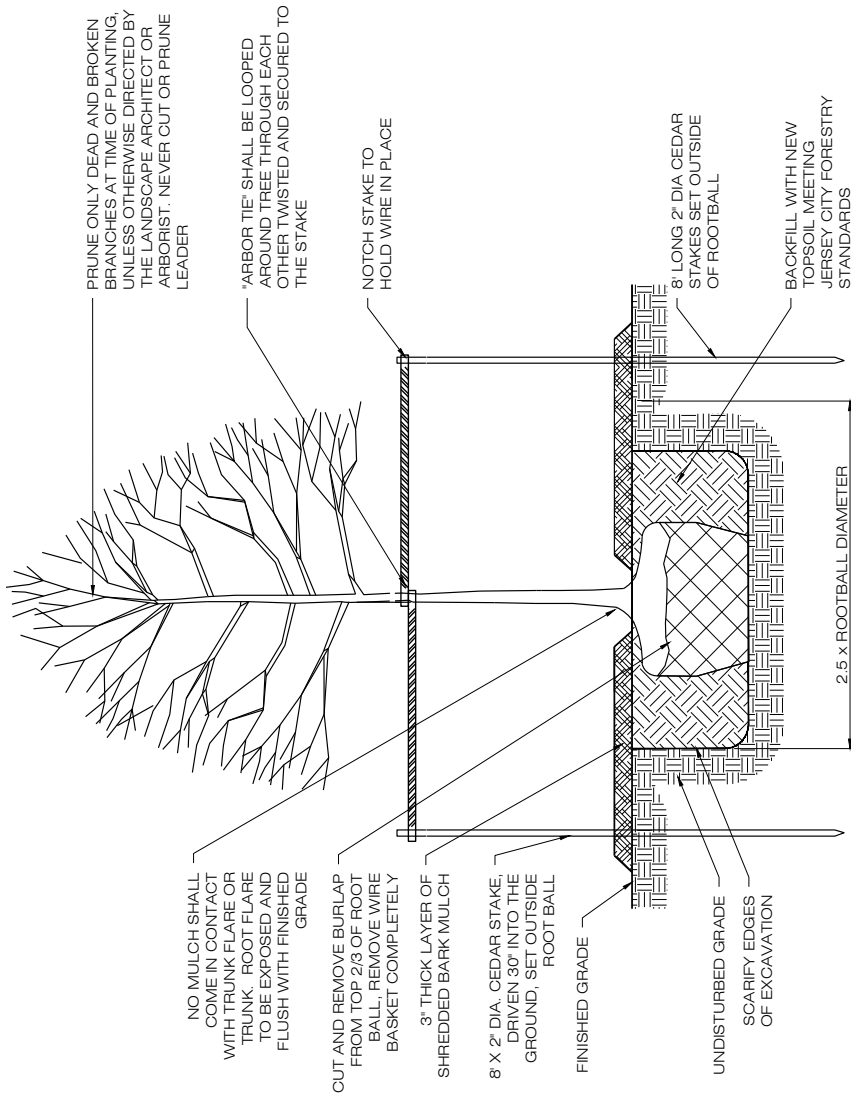 PRUNE ONLY DEAD AND BROKEN
BRANCHES AT TIME OF PLANTING,
UNLESS OTHERWISE DIRECTED BY
THE LANDSCAPE ARCHITECT OR
ARBORIST. NEVER CUT OR PRUNE
LEADER
"ARBOR TIE" SHALL BE LOOPED
AROUND TREE THROUGH EACH
OTHER TWISTED AND SECURED TO
THE STAKE
NOTCH STAKE TO
HOLD WIRE IN PLACE
8' LONG 2" DIA CEDAR
STAKES SET OUTSIDE
OF ROOTBALL
BACKFILL WITH NEW
TOPSOIL MEETING
JERSEY CITY FORESTRY
STANDARDS
NO MULCH SHALL
COME IN CONTACT
WITH TRUNK FLARE OR
TRUNK. ROOT FLARE
TO BE EXPOSED AND
FLUSH WITH FINISHED
GRADE
CUT AND REMOVE BURLAP
FROM TOP 2/3 OF ROOT
BALL, REMOVE WIRE
BASKET COMPLETELY
3" THICK LAYER OF
SHREDDED BARK MULCH
8' X 2" DIA. CEDAR STAKE,
DRIVEN 30" INTO THE
GROUND, SET OUTSIDE
ROOT BALL
FINISHED GRADE
UNDISTURBED GRADE
SCARIFY EDGES
OF EXCAVATION
2.5 x ROOTBALL DIAMETER